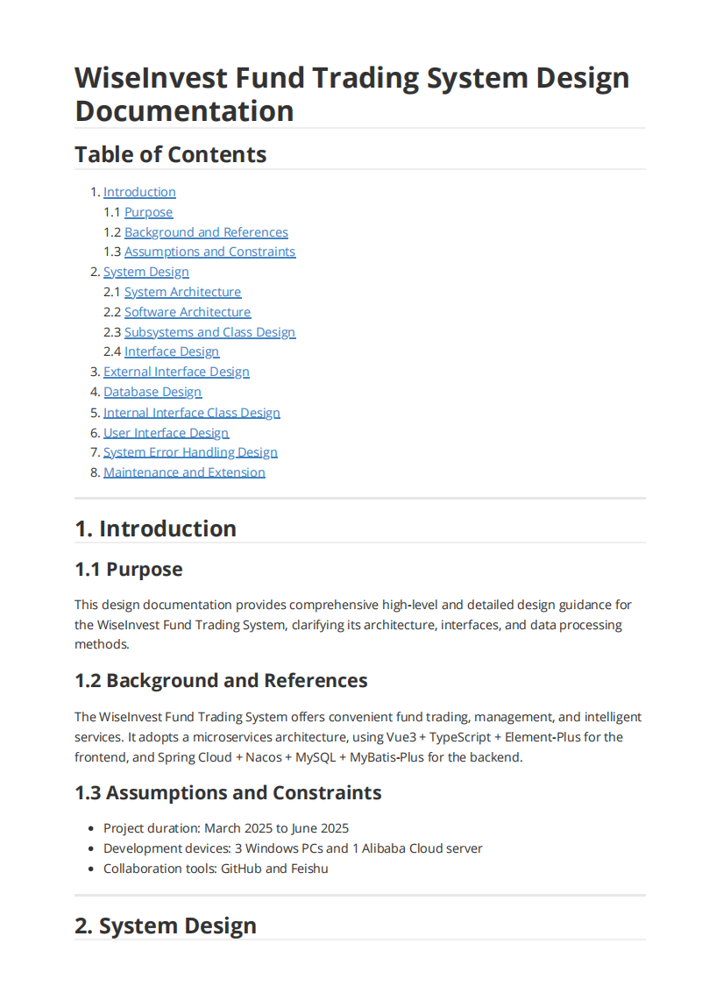 WiseInvest Fund Trading System Design
Documentation
Table of Contents
1. Introduction
1.1 Purpose
1.2 Background and References
1.3 Assumptions and Constraints
2. System Design
2.1 System Architecture
2.2 Software Architecture
2.3 Subsystems and Class Design
2.4 Interface Design
3. External Interface Design
4. Database Design
5. Internal Interface Class Design
6. User Interface Design
7. System Error Handling Design
8. Maintenance and Extension
1. Introduction
1.1 Purpose
This design documentation provides comprehensive high-level and detailed design guidance for
the WiseInvest Fund Trading System, clarifying its architecture, interfaces, and data processing
methods.
1.2 Background and References
The WiseInvest Fund Trading System offers convenient fund trading, management, and intelligent
services. It adopts a microservices architecture, using Vue3 + TypeScript + Element-Plus for the
frontend, and Spring Cloud + Nacos + MySQL + MyBatis-Plus for the backend.
1.3 Assumptions and Constraints
• Project duration: March 2025 to June 2025
• Development devices: 3 Windows PCs and 1 Alibaba Cloud server
• Collaboration tools: GitHub and Feishu
2. System Design